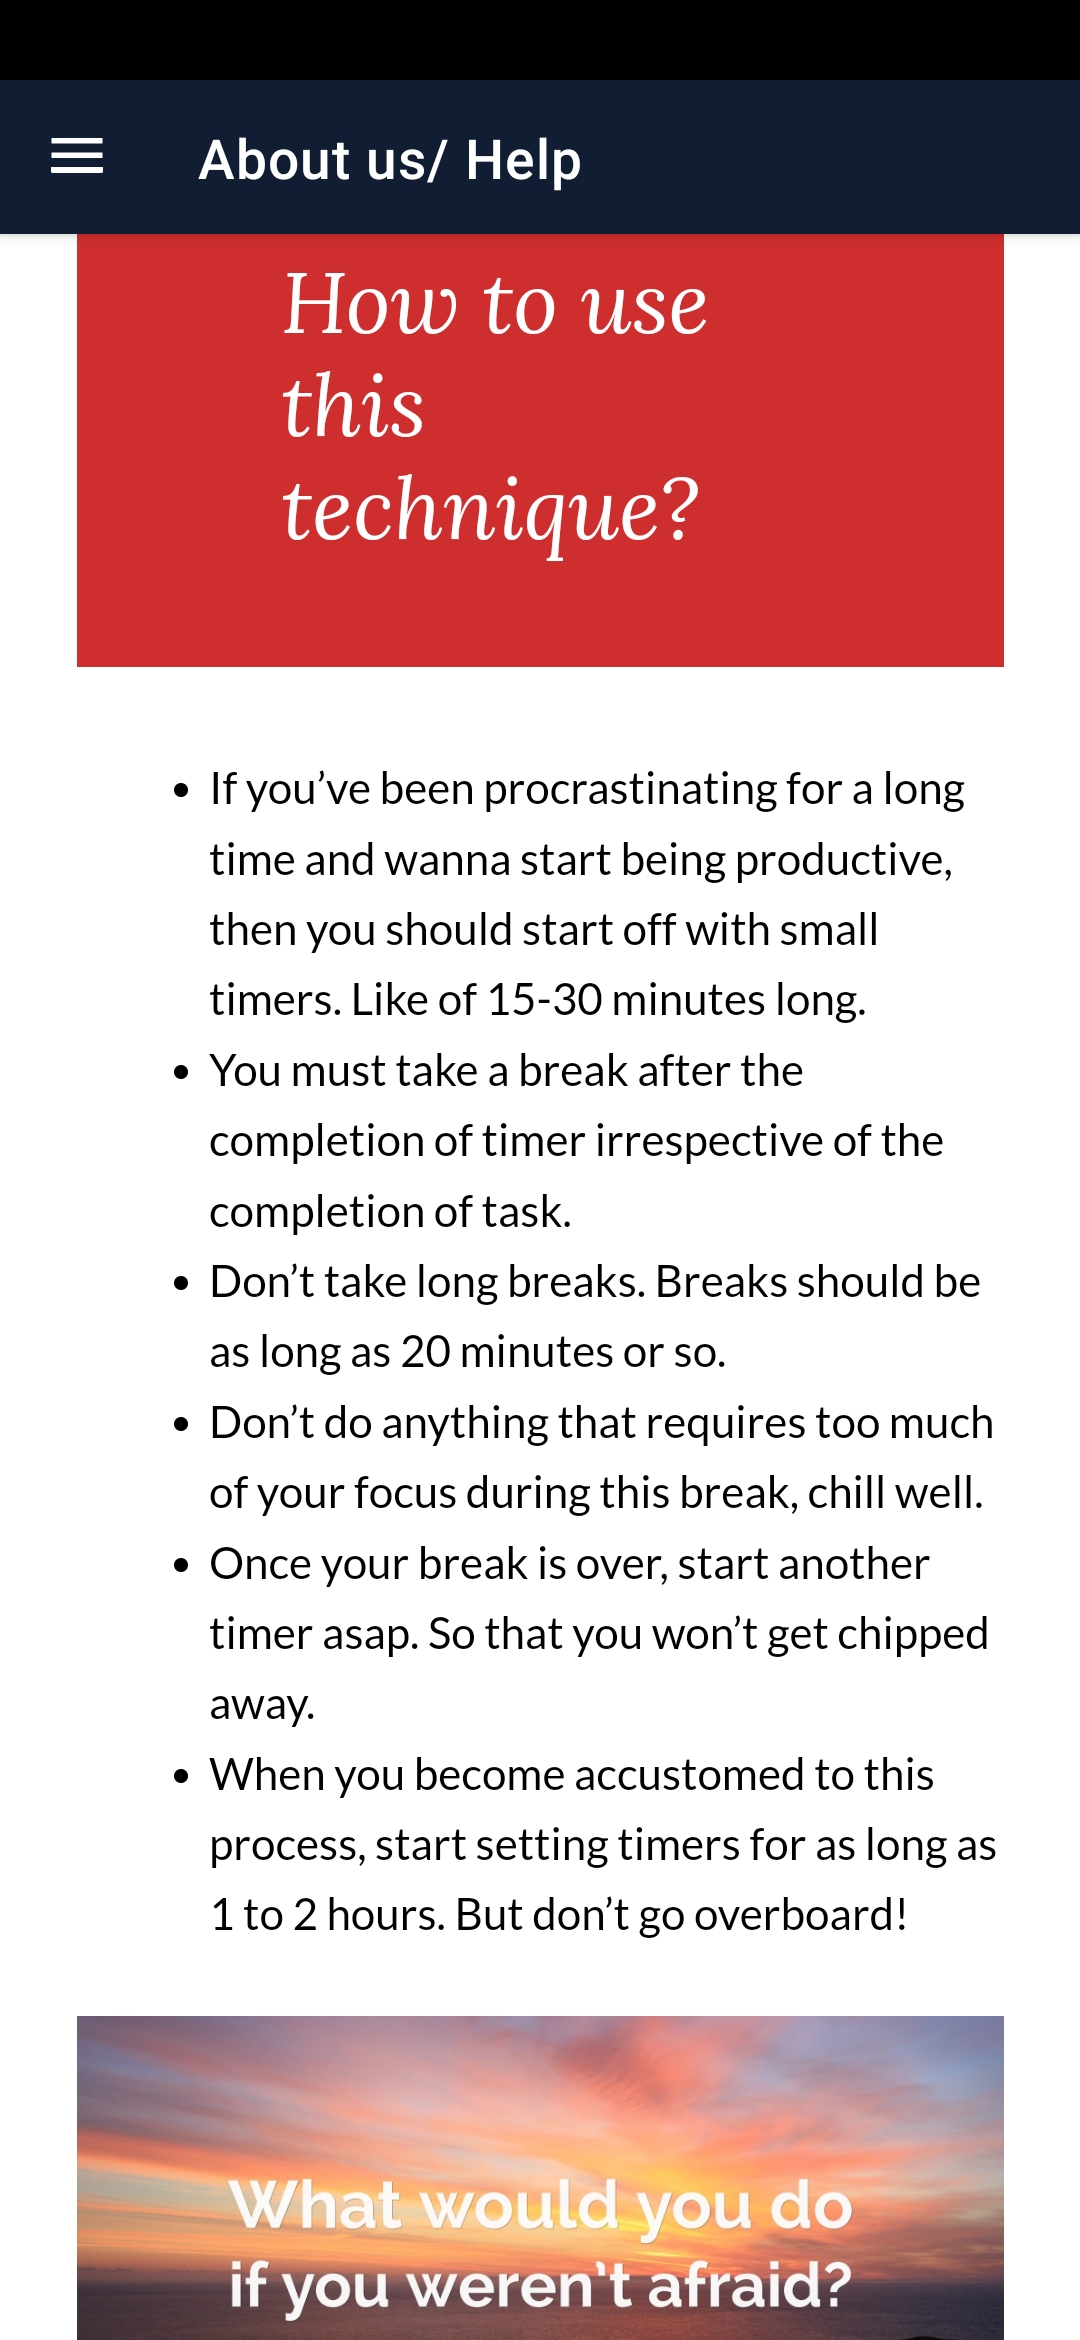 About us/ Help
How to use
this
technique?
• If you’ve been procrastinating for a long
time and wanna start being productive,
then you should start off with small
timers. Like of 15-30 minutes long.
• You must take a break after the
completion of timer irrespective of the
completion of task.
• Don’t take long breaks. Breaks should be
as long as 20 minutes or so.
• Don’t do anything that requires too much
of your focus during this break, chill well.
• Once your break is over, start another
timer asap. So that you won’t get chipped
away.
• When you become accustomed to this
process, start setting timers for as long as
1 to 2 hours. But don’t go overboard!
What would you do
if you weren't afraid?